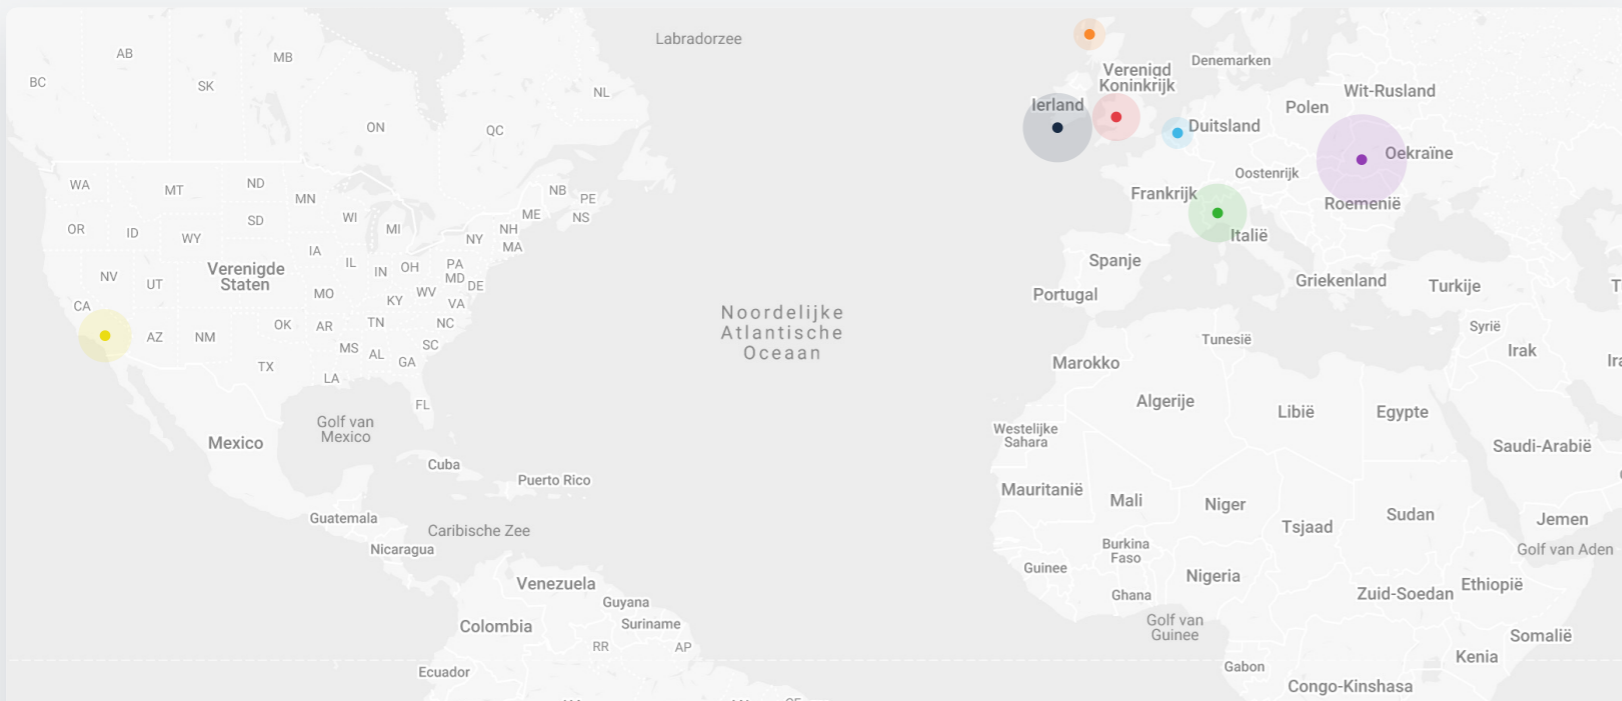 Labradorzee
AB
MB
BC
SK
NL
ON
QC
WA
MT
ND
MN
NB
PE
OR
ID
WY
SD
WI
MI
ME
NS
NH
NY
MA
NV
UT
Verenigde
Staten
IA
IL
IN
OH
PA
MD
DE
CA
MO
KY
WV
VA
AZ
NM
OK
AR
TN
NC
MS
AL
GA
SC
TX
LA
FL
Golf van
Mexico
Mexico
Cuba
Puerto Rico
Guatemala
Caribische Zee
Nicaragua
Venezuela
Guyana
Colombia
Suriname
RR
AP
Ecuador
Noordelijke
Atlantische
Oceaan
Denemarken
Verenigd
Koninkrijk
Ierland
Wit-Rusland
Polen
Duitsland
Oekraïne
Oostenrijk
Frankrijk
Roemenië
Italië
Spanje
Portugal
Griekenland
Turkije
Syrië
Tunesië
Irak
Marokko
Algerije
Libië
Egypte
Westelijke
Sahara
Saudi-Arabië
Mauritanië
Mali
Niger
Tsjaad
Sudan
Jemen
Golf van Aden
Burkina
Faso
Guinee
Nigeria
Ghana
Zuid-Soedan
Ethiopië
Golf van
Guinee
Somalië
Kenia
Gabon
Congo-Kinshasa